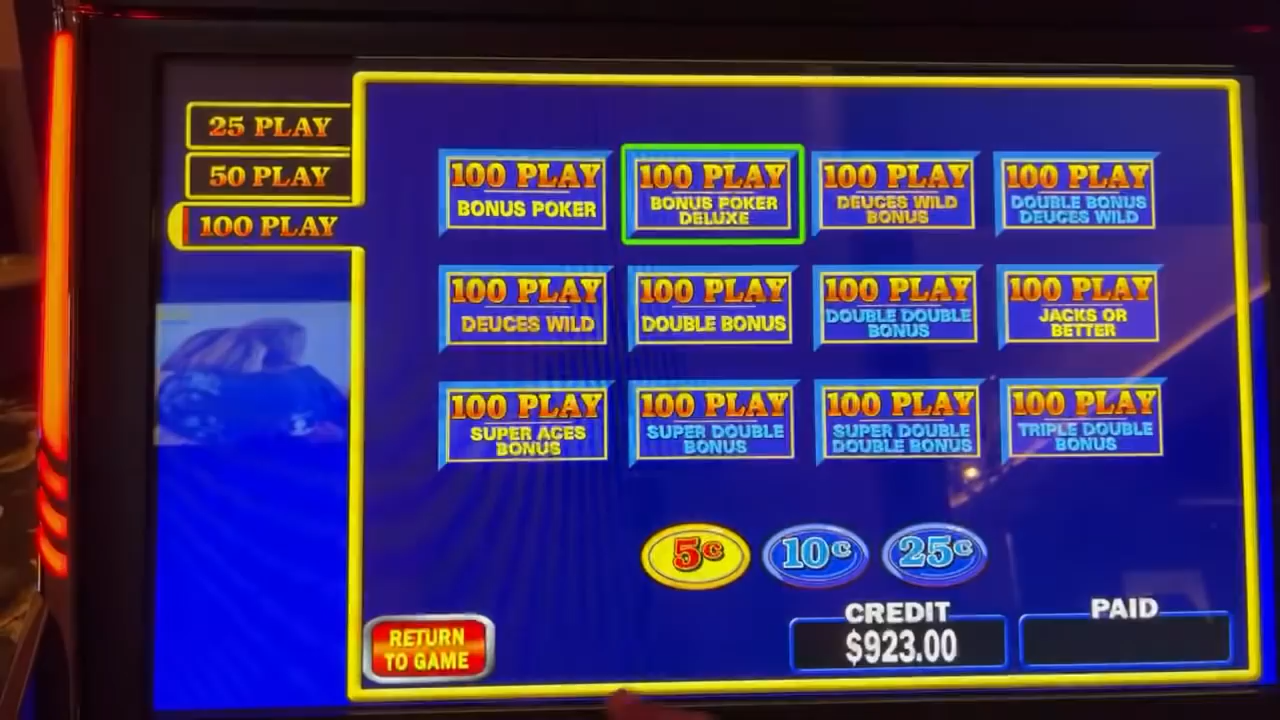 25 PLAY
50 PLAY
100 PLAY
100 PLAY
BONUS POKER
100 PLAY
BONUS POKER
DELUXE
100 PLAY
DEUCES WILD
BONUS
100 PLAY
DOUBLE BONUS
DEUCES WILD
100 PLAY
DEUCES WILD
100 PLAY
DOUBLE BONUS
100 PLAY
DOUBLE DOUBLE
BONUS
100 PLAY
JACKS OR
BETTER
100 PLAY
SUPER ACES
BONUS
100 PLAY
SUPER DOUBLE
BONUS
100 PLAY
SUPER DOUBLE
DOUBLE BONUS
100 PLAY
TRIPLE DOUBLE
BONUS
5¢
10¢
25¢
RETURN
TO GAME
CREDIT
$923.00
PAID